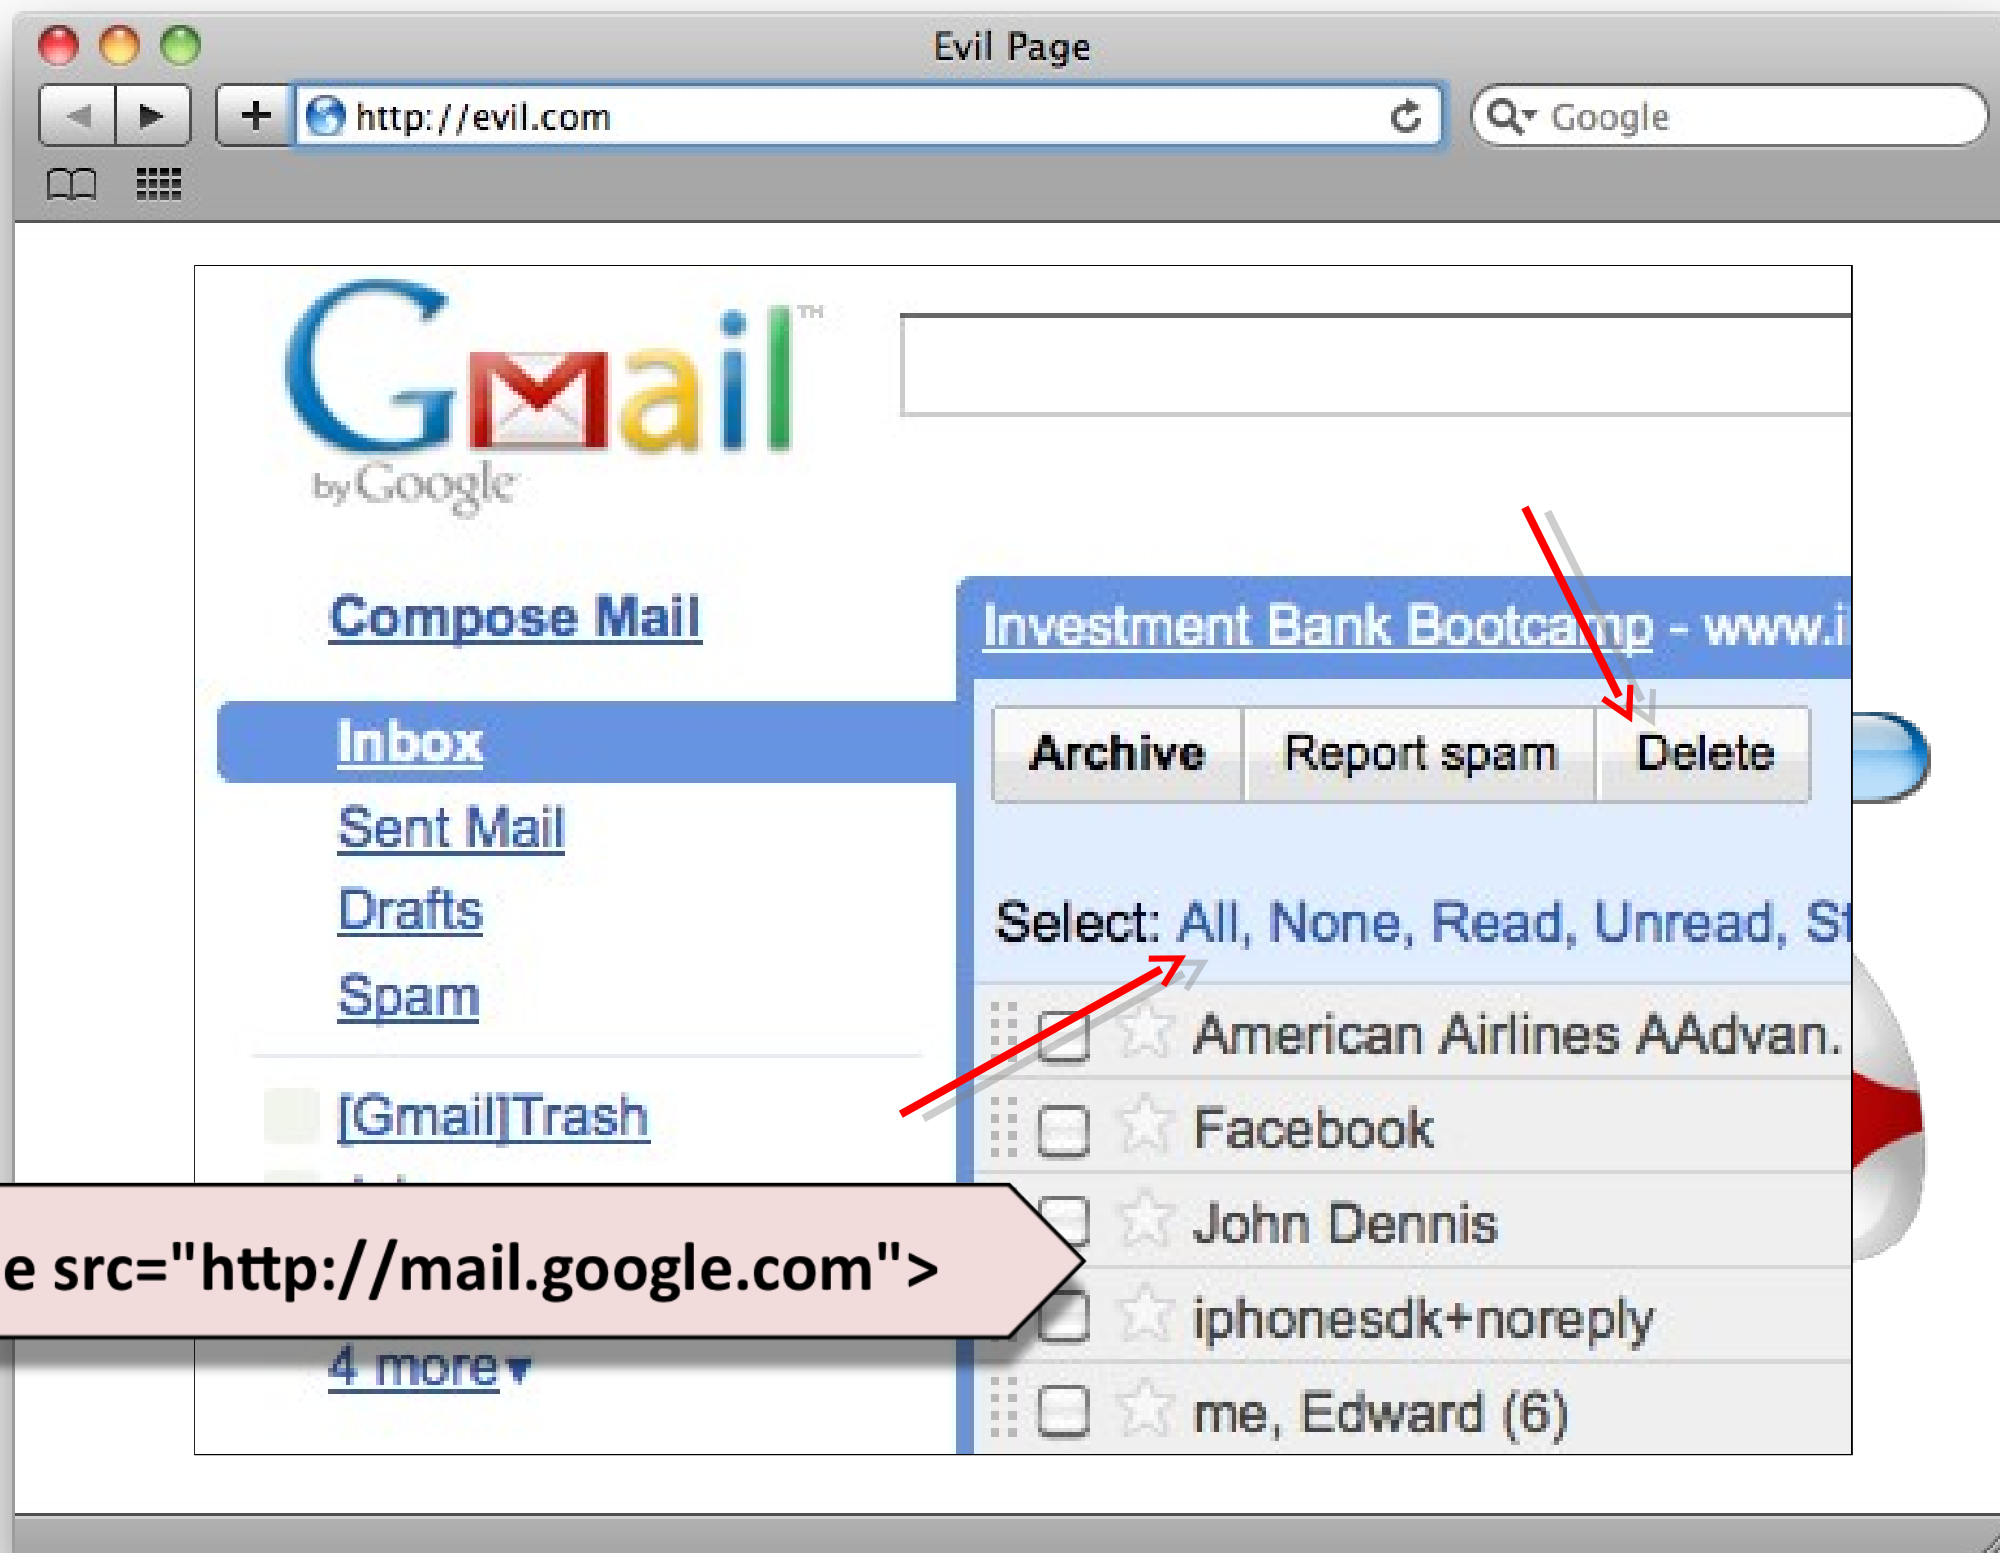 Evil Page
http://evil.com
Google
Gmail™
by Google
Compose Mail
Investment Bank Bootcamp - www.i
Inbox
Archive Report spam Delete
Sent Mail
Drafts
Select: All, None, Read, Unread, St
Spam
American Airlines AAdvan.
[Gmail]Trash
Facebook
John Dennis
e src="http://mail.google.com">
iphonesdk+noreply
4 more
me, Edward (6)